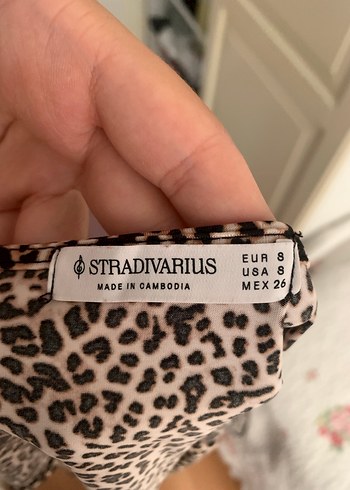 STRADIVARIUS
MADE IN CAMBODIA
EUR S
USA S
MEX 26